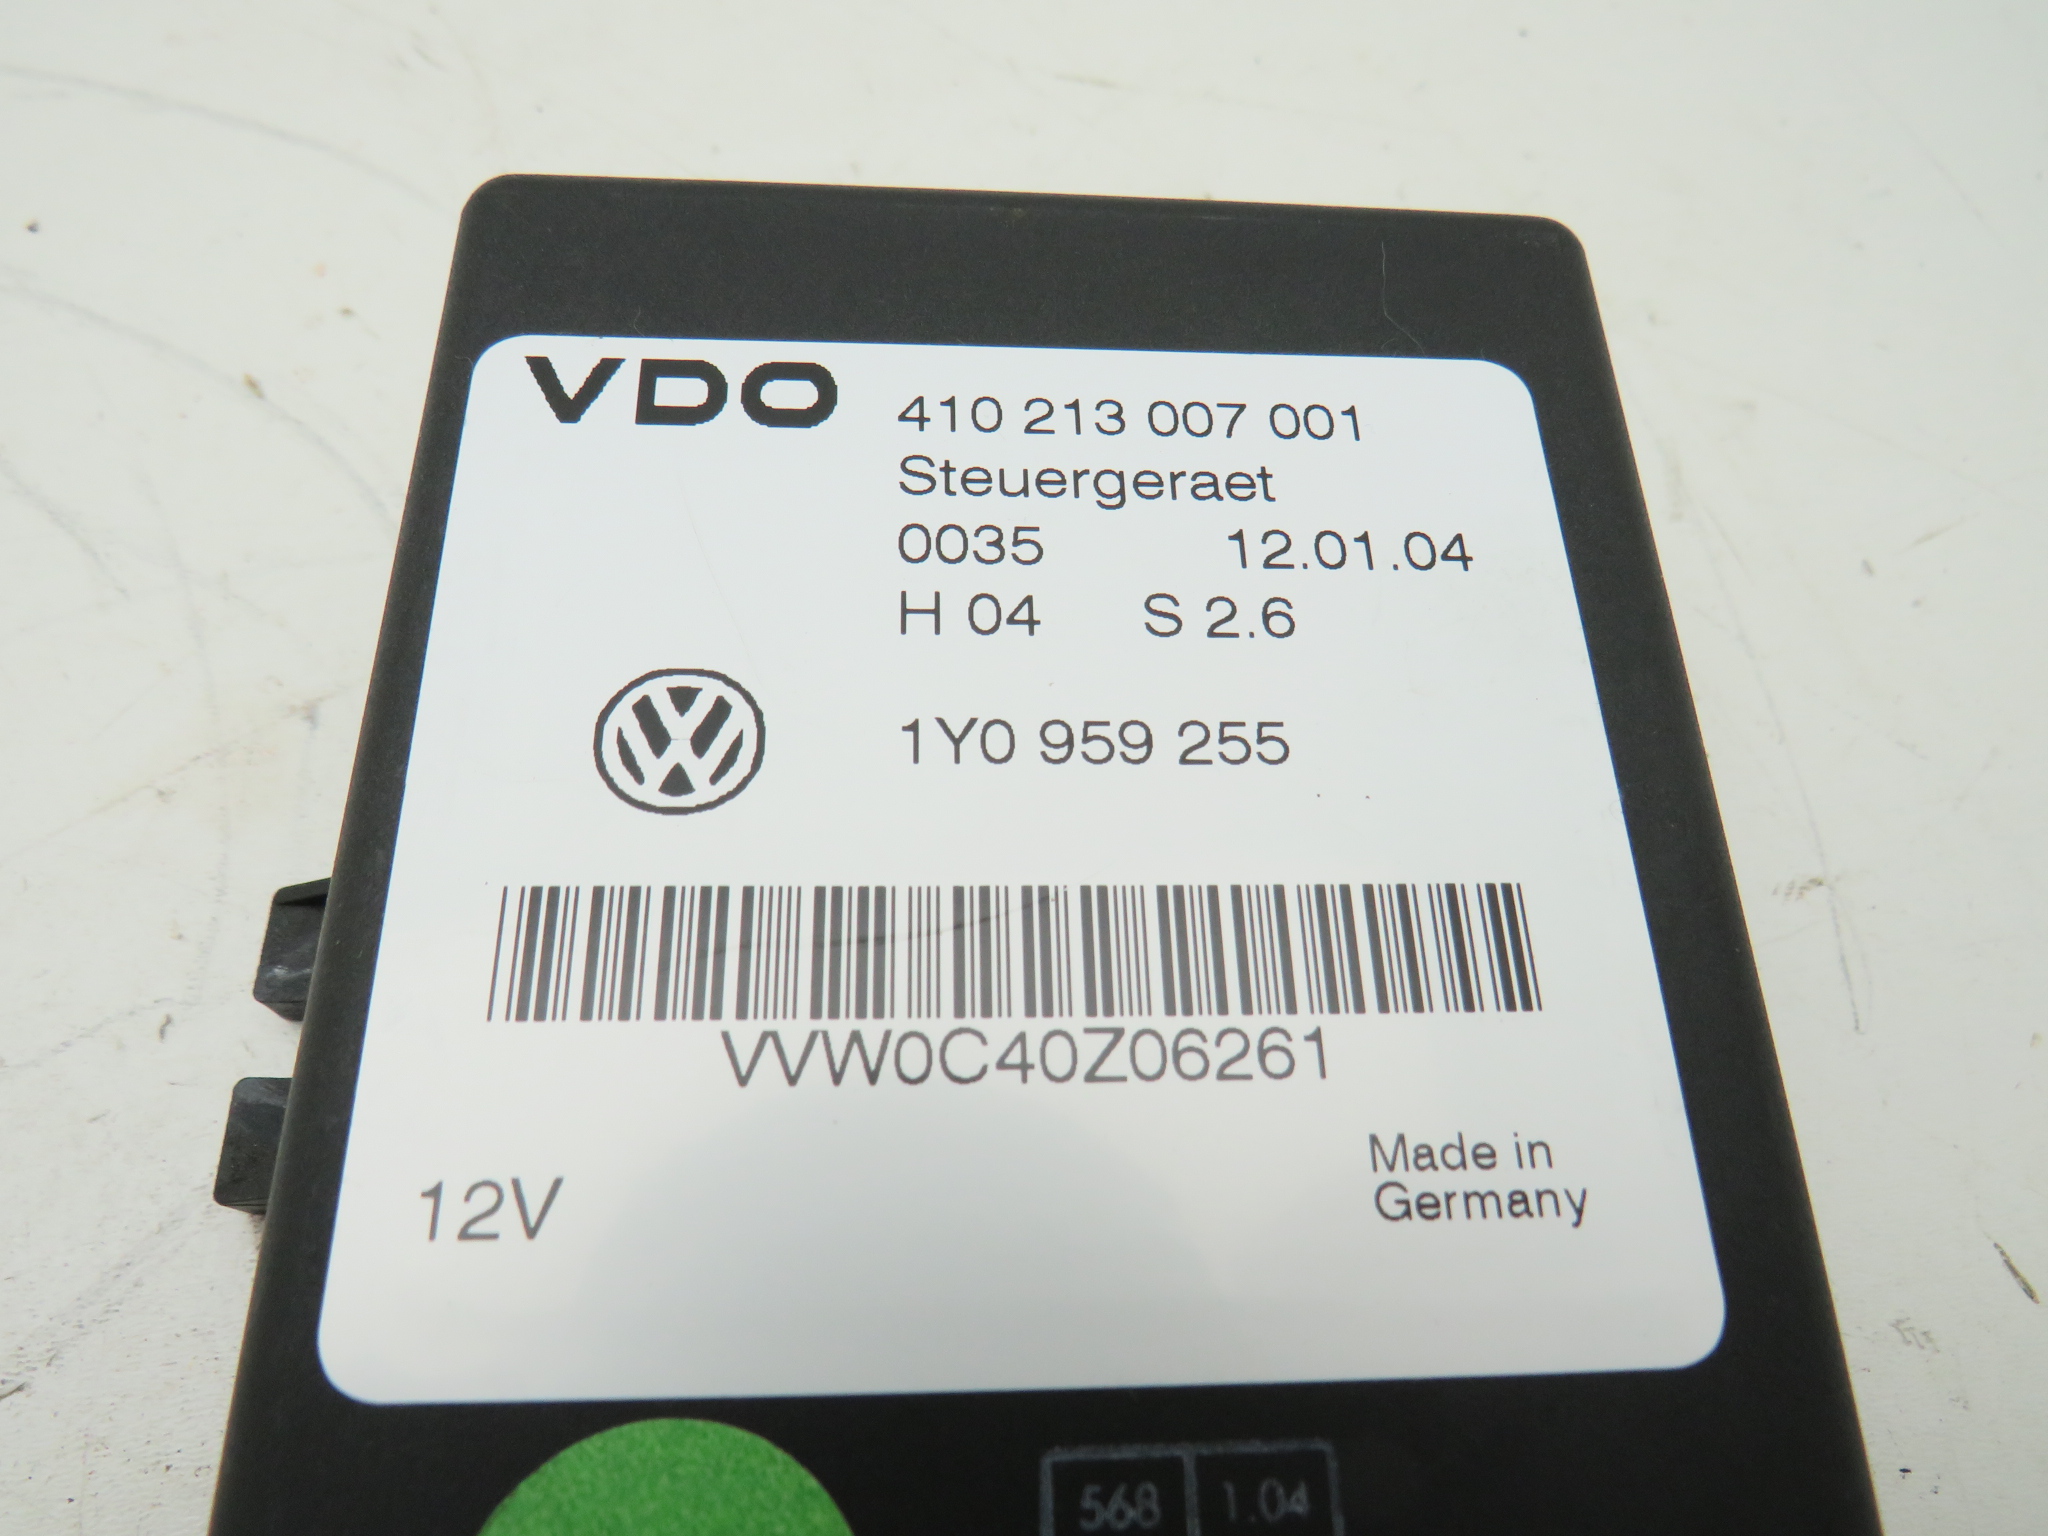 VDO 410 213 007 001
Steuergeraet
0035 12.01.04
H 04 S 2.6
1Y0 959 255
VVW0C40Z06261
12V
Made in
Germany
568 1.04